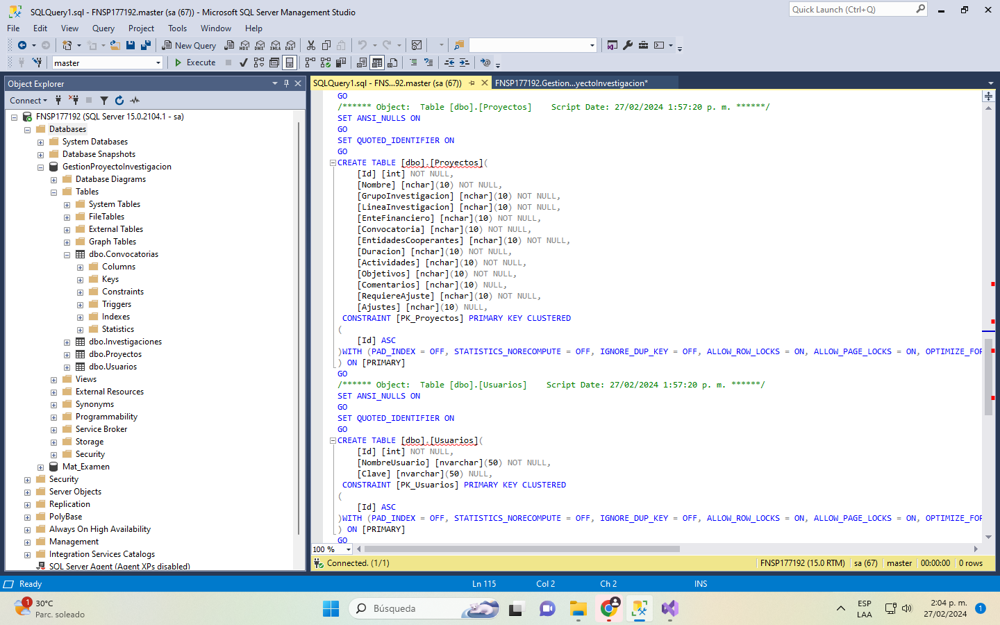 SQLQuery1.sql - FNSP177192.master (sa (67)) - Microsoft SQL Server Management Studio
Quick Launch (Ctrl+Q)
File Edit View Query Project Tools Window Help
New Query
MDX DMX XMLA DAX
master
Execute
Object Explorer
Connect
FNSP177192 (SQL Server 15.0.2104.1 - sa)
Databases
System Databases
Database Snapshots
GestionProyectoInvestigacion
Database Diagrams
Tables
System Tables
FileTables
External Tables
Graph Tables
dbo.Convocatorias
Columns
Keys
Constraints
Triggers
Indexes
Statistics
dbo.Investigaciones
dbo.Proyectos
dbo.Usuarios
Views
External Resources
Synonyms
Programmability
Service Broker
Storage
Security
Mat_Examen
Security
Server Objects
Replication
PolyBase
Always On High Availability
Management
Integration Services Catalogs
SQL Server Agent (Agent XPs disabled)
SQLQuery1.sql - FNS...92.master (sa (67))
FNSP177192.Gestion...yectoInvestigacion*
GO
/****** Object:  Table [dbo].[Proyectos]    Script Date: 27/02/2024 1:57:20 p. m. ******/
SET ANSI_NULLS ON
GO
SET QUOTED_IDENTIFIER ON
GO
CREATE TABLE [dbo].[Proyectos](
[Id] [int] NOT NULL,
[Nombre] [nchar](10) NOT NULL,
[GrupoInvestigacion] [nchar](10) NOT NULL,
[LineaInvestigacion] [nchar](10) NOT NULL,
[EnteFinanciero] [nchar](10) NOT NULL,
[Convocatoria] [nchar](10) NOT NULL,
[EntidadesCooperantes] [nchar](10) NOT NULL,
[Duracion] [nchar](10) NOT NULL,
[Actividades] [nchar](10) NOT NULL,
[Objetivos] [nchar](10) NOT NULL,
[Comentarios] [nchar](10) NULL,
[RequiereAjuste] [nchar](10) NOT NULL,
[Ajustes] [nchar](10) NULL,
CONSTRAINT [PK_Proyectos] PRIMARY KEY CLUSTERED
(
[Id] ASC
)WITH (PAD_INDEX = OFF, STATISTICS_NORECOMPUTE = OFF, IGNORE_DUP_KEY = OFF, ALLOW_ROW_LOCKS = ON, ALLOW_PAGE_LOCKS = ON, OPTIMIZE_FOR
) ON [PRIMARY]
GO
/****** Object:  Table [dbo].[Usuarios]    Script Date: 27/02/2024 1:57:20 p. m. ******/
SET ANSI_NULLS ON
GO
SET QUOTED_IDENTIFIER ON
GO
CREATE TABLE [dbo].[Usuarios](
[Id] [int] NOT NULL,
[NombreUsuario] [nvarchar](50) NOT NULL,
[Clave] [nvarchar](50) NULL,
CONSTRAINT [PK_Usuarios] PRIMARY KEY CLUSTERED
(
[Id] ASC
)WITH (PAD_INDEX = OFF, STATISTICS_NORECOMPUTE = OFF, IGNORE_DUP_KEY = OFF, ALLOW_ROW_LOCKS = ON, ALLOW_PAGE_LOCKS = ON, OPTIMIZE_FOR
) ON [PRIMARY]
GO
100 %
Connected. (1/1)
FNSP177192 (15.0 RTM) sa (67) master 00:00:00 0 rows
Ready
Ln 115 Col 2 Ch 2 INS
1
30°C
Parc. soleado
Búsqueda
ESP
LAA
2:04 p. m.
27/02/2024
1